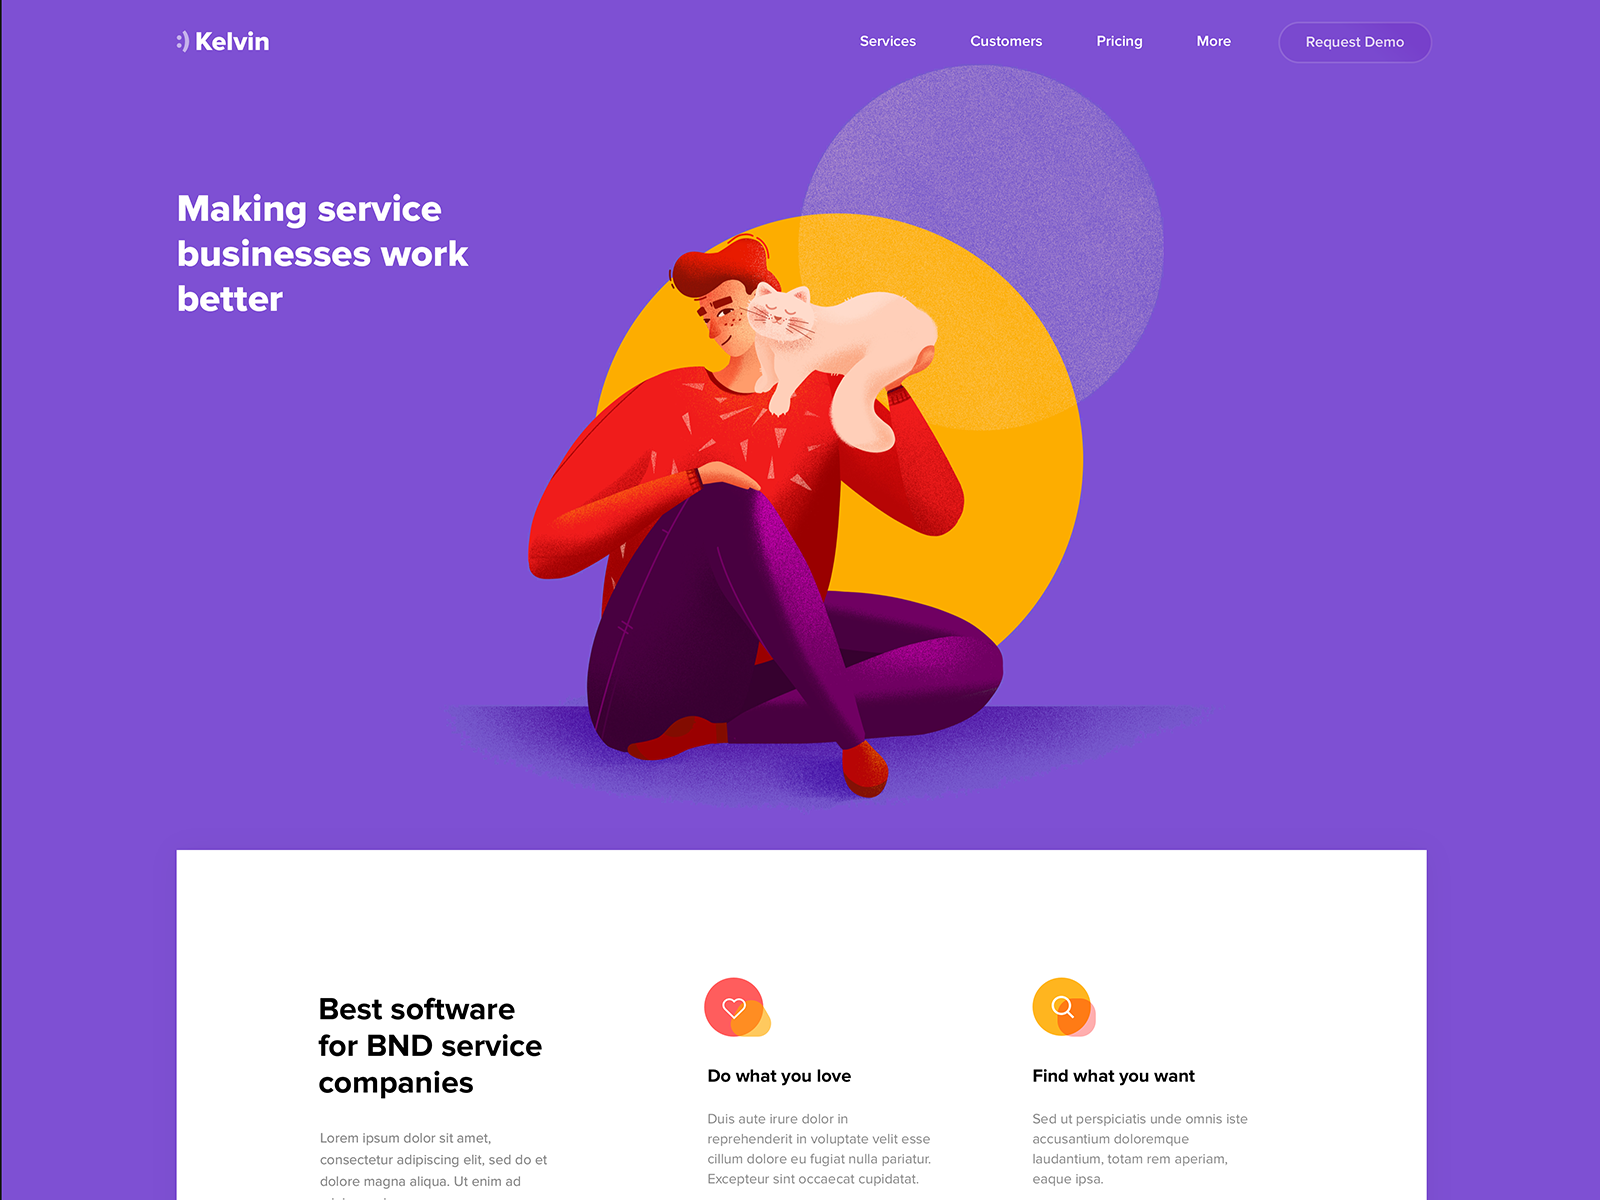 :) Kelvin
Services
Customers
Pricing
More
Request Demo
Making service
businesses work
better
Best software
for BND service
companies
Lorem ipsum dolor sit amet,
consectetur adipiscing elit, sed do et
dolore magna aliqua. Ut enim ad
Do what you love
Duis aute irure dolor in
reprehenderit in voluptate velit esse
cillum dolore eu fugiat nulla pariatur.
Excepteur sint occaecat cupidatat.
Find what you want
Sed ut perspiciatis unde omnis iste
accusantium doloremque
laudantium, totam rem aperiam,
eaque ipsa.